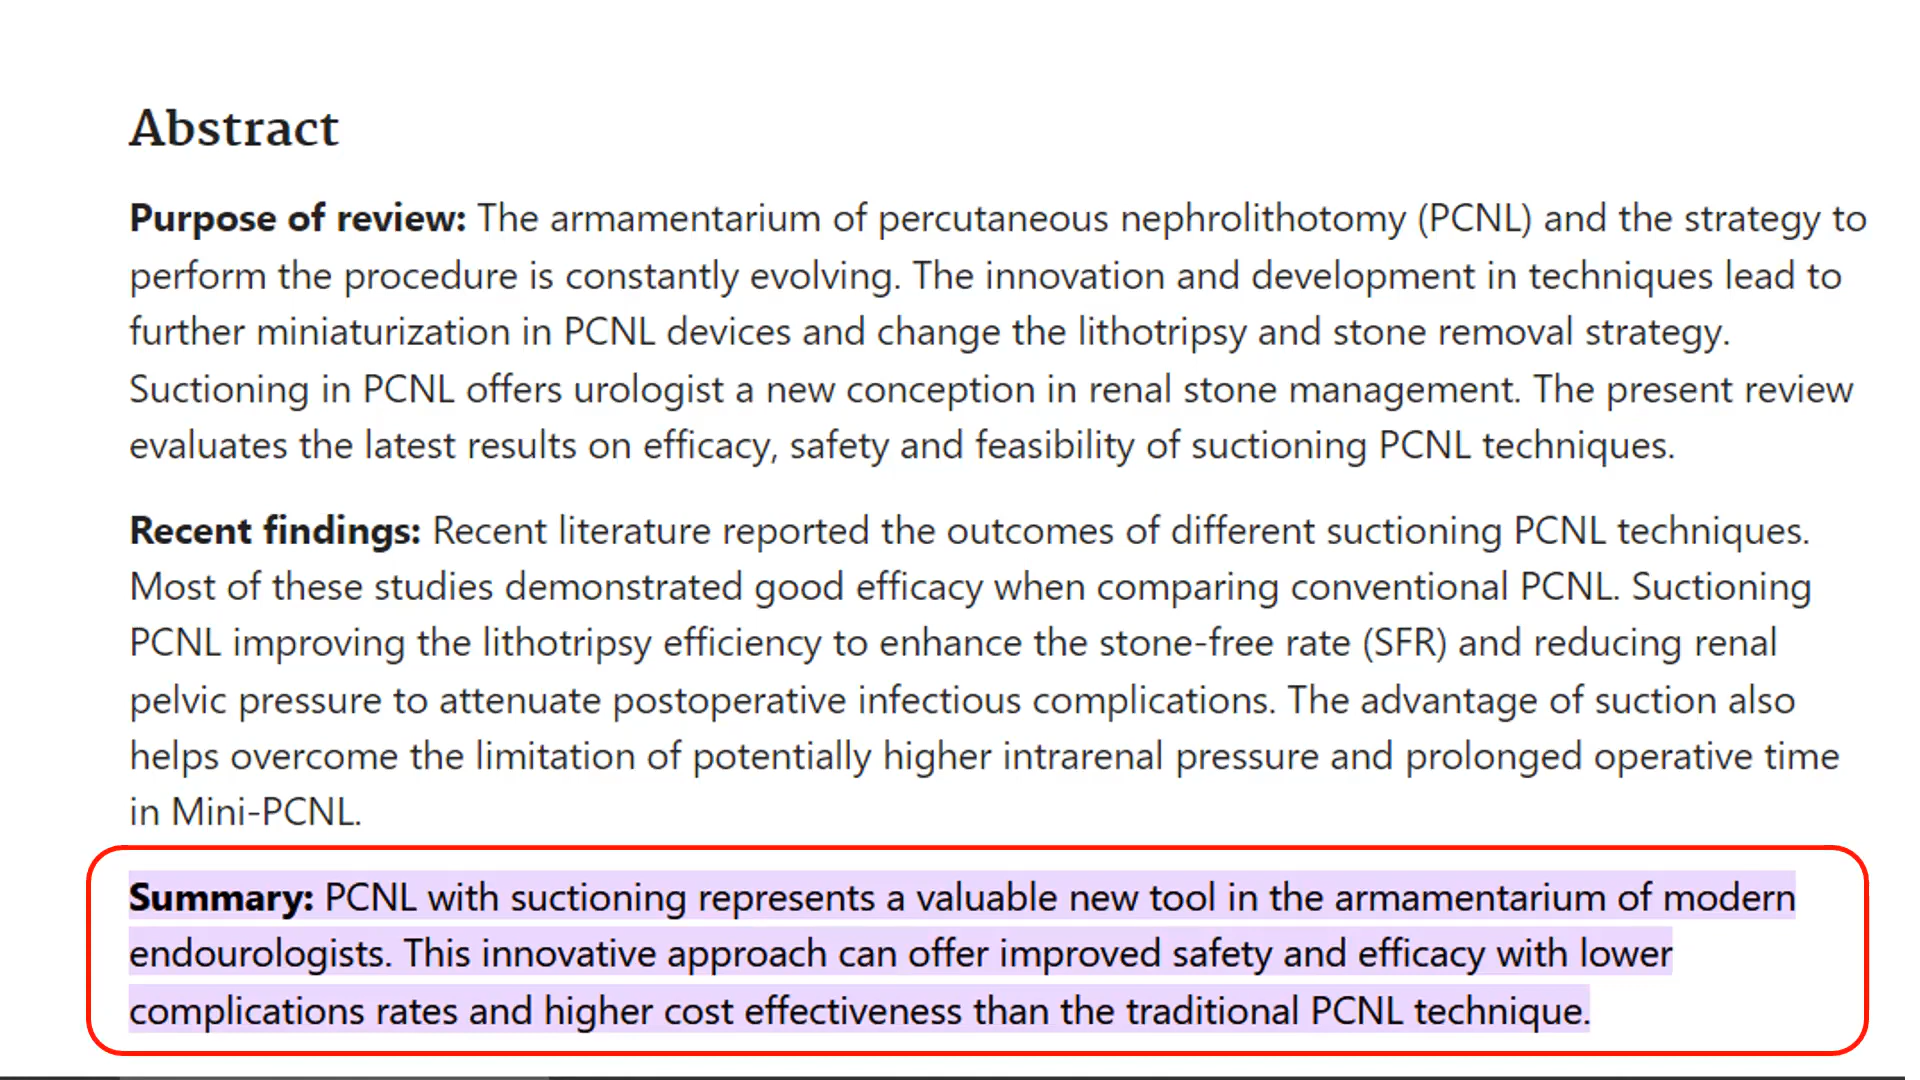 Abstract
Purpose of review: The armamentarium of percutaneous nephrolithotomy (PCNL) and the strategy to
perform the procedure is constantly evolving. The innovation and development in techniques lead to
further miniaturization in PCNL devices and change the lithotripsy and stone removal strategy.
Suctioning in PCNL offers urologist a new conception in renal stone management. The present review
evaluates the latest results on efficacy, safety and feasibility of suctioning PCNL techniques.
Recent findings: Recent literature reported the outcomes of different suctioning PCNL techniques.
Most of these studies demonstrated good efficacy when comparing conventional PCNL. Suctioning
PCNL improving the lithotripsy efficiency to enhance the stone-free rate (SFR) and reducing renal
pelvic pressure to attenuate postoperative infectious complications. The advantage of suction also
helps overcome the limitation of potentially higher intrarenal pressure and prolonged operative time
in Mini-PCNL.
Summary: PCNL with suctioning represents a valuable new tool in the armamentarium of modern
endourologists. This innovative approach can offer improved safety and efficacy with lower
complications rates and higher cost effectiveness than the traditional PCNL technique.